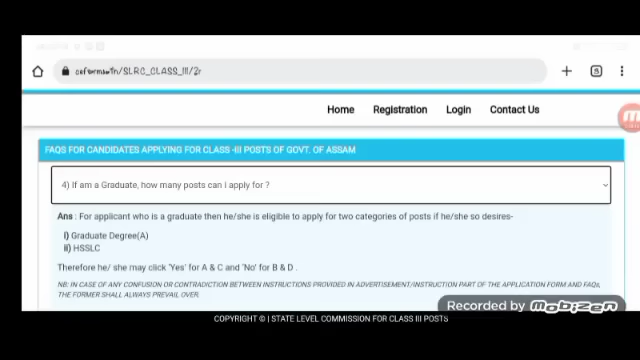 ceformsonth/SLRC_CLASS_III/2r
8
Home Registration Login Contact Us
FAQS FOR CANDIDATES APPLYING FOR CLASS -III POSTS OF GOVT. OF ASSAM
4) If am a Graduate, how many posts can i apply for ?
Ans : For applicant who is a graduate then he/she is eligible to apply for two categories of posts if he/she so desires-
i) Graduate Degree(A)
ii) HSSLC
Therefore he/ she may click 'Yes' for A & C and 'No' for B & D .
NB: IN CASE OF ANY CONFUSION OR CONTRADICTION BETWEEN INSTRUCTIONS PROVIDED IN ADVERTISEMENT/INSTRUCTION PART OF THE APPLICATION FORM AND FAQs,
THE FORMER SHALL ALWAYS PREVAIL OVER.
Recorded by MOBIZEN
COPYRIGHT © | STATE LEVEL COMMISSION FOR CLASS III POSTS